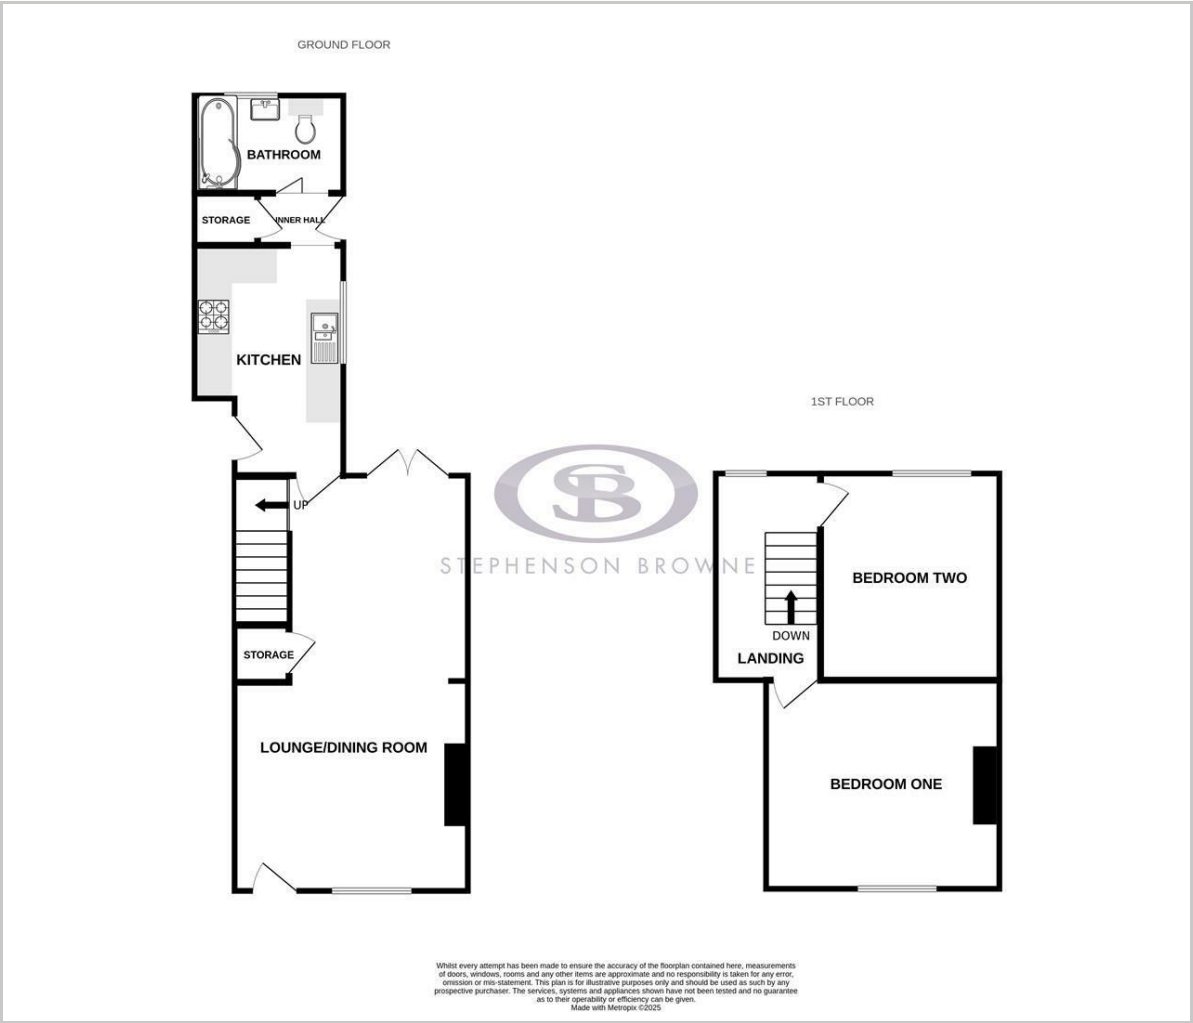 GROUND FLOOR
BATHROOM
STORAGE
INNER HALL
KITCHEN
UP
STORAGE
LOUNGE/DINING ROOM
SB
STEPHENSON BROWNE
1ST FLOOR
BEDROOM TWO
DOWN
LANDING
BEDROOM ONE
Whilst every attempt has been made to ensure the accuracy of the floorplan contained here, measurements
of doors, windows, rooms and any other items are approximate and no responsibility is taken for any error,
omission or mis-statement. This plan is for illustrative purposes only and should be used as such by any
prospective purchaser. The services, systems and appliances shown have not been tested and no guarantee
as to their operability or efficiency can be given.
Made with Metropix ©2025